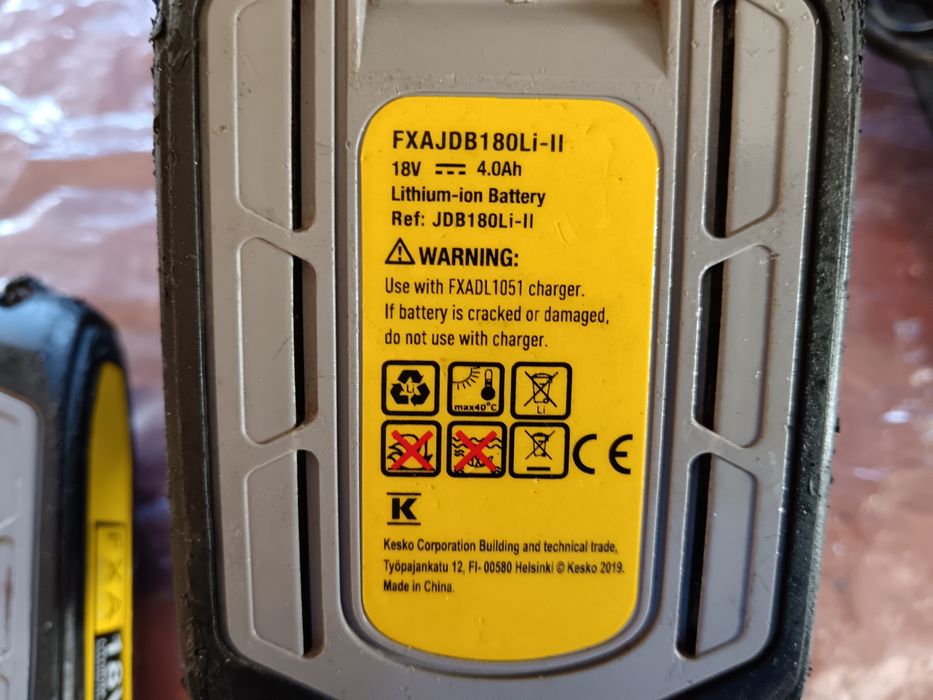 FXAJDB180Li-II
18V ⎓ 4.0Ah
Lithium-ion Battery
Ref: JDB180Li-II
WARNING:
Use with FXADL1051 charger.
If battery is cracked or damaged,
do not use with charger.
Li
max40°C
Li
CE
K
Kesko Corporation Building and technical trade,
Työpajankatu 12, FI- 00580 Helsinki © Kesko 2019.
Made in China.
FXA
18V